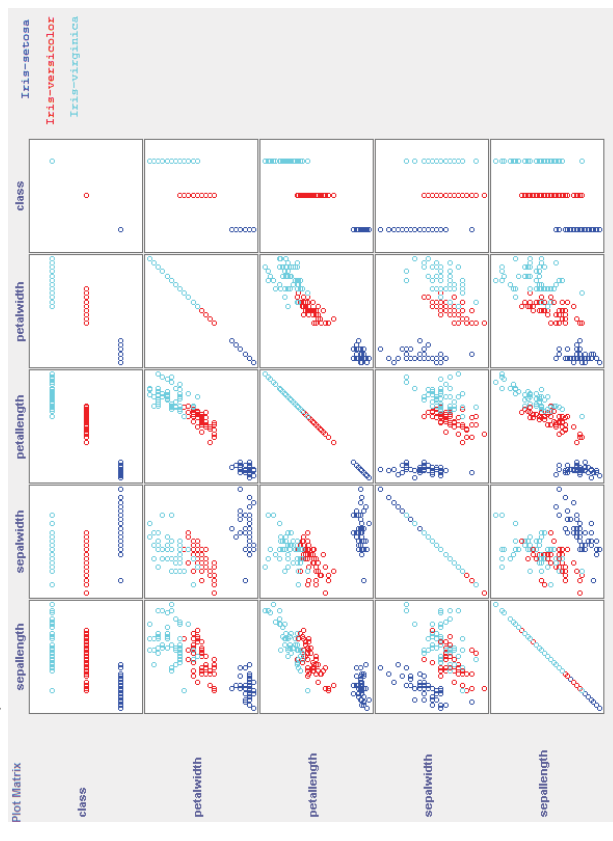 Plot Matrix
sepallength
sepalwidth
petallength
petalwidth
class
class
petalwidth
petallength
sepalwidth
sepallength
Iris-setosa
Iris-versicolor
Iris-virginica